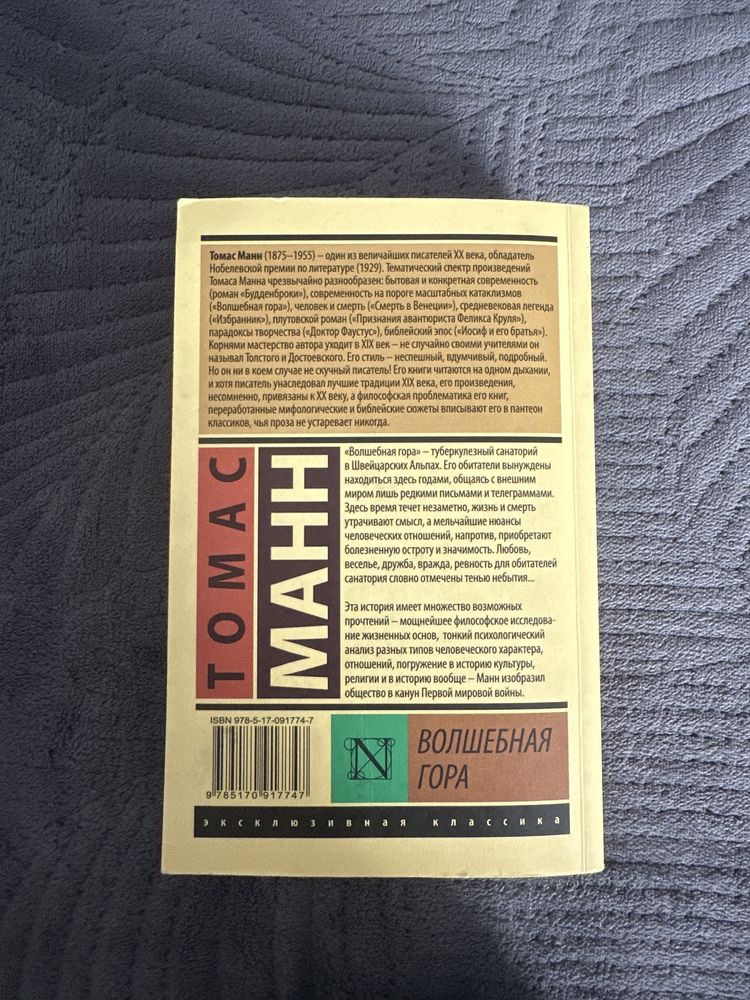 Томас Манн (1875–1955) – один из величайших писателей XX века, обладатель
Нобелевской премии по литературе (1929). Тематический спектр произведений
Томаса Манна чрезвычайно разнообразен: бытовая и конкретная современность
(роман «Будденброки»), современность на пороге масштабных катаклизмов
(«Волшебная гора»), человек и смерть («Смерть в Венеции»), средневековая легенда
(«Избранник»), плутовской роман («Признания авантюриста Феликса Круля»),
парадоксы творчества («Доктор Фаустус»), библейский эпос («Иосиф и его братья»).
Корнями мастерство автора уходит в XIX век – не случайно своими учителями он
называл Толстого и Достоевского. Его стиль – неспешный, вдумчивый, подробный.
Но он ни в коем случае не скучный писатель! Его книги читаются на одном дыхании,
и хотя писатель унаследовал лучшие традиции XIX века, его произведения,
несомненно, привязаны к XX веку, а философская проблематика его книг,
переработанные мифологические и библейские сюжеты вписывают его в пантеон
классиков, чья проза не устаревает никогда.
ТОМАС
МАНН
«Волшебная гора» – туберкулезный санаторий
в Швейцарских Альпах. Его обитатели вынуждены
находиться здесь годами, общаясь с внешним
миром лишь редкими письмами и телеграммами.
Здесь время течет незаметно, жизнь и смерть
утрачивают смысл, а мельчайшие нюансы
человеческих отношений, напротив, приобретают
болезненную остроту и значимость. Любовь,
веселье, дружба, вражда, ревность для обитателей
санатория словно отмечены тенью небытия...
Эта история имеет множество возможных
прочтений – мощнейшее философское исследова-
ние жизненных основ, тонкий психологический
анализ разных типов человеческого характера,
отношений, погружение в историю культуры,
религии и в историю вообще – Манн изобразил
общество в канун Первой мировой войны.
ISBN 978-5-17-091774-7
9 785170 917747
N
ВОЛШЕБНАЯ
ГОРА
эксклюзивная классика